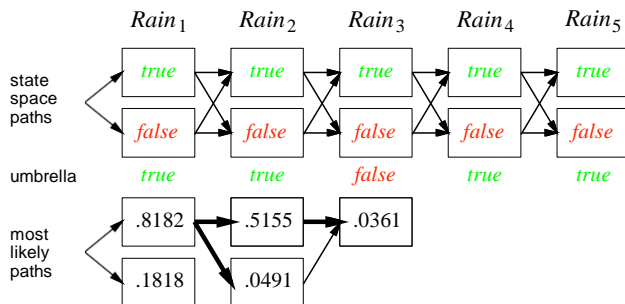 Rain1 Rain2 Rain3 Rain4 Rain5
state space paths
true true true true true
false false false false false
umbrella true true false true true
most likely paths
.8182 .5155 .0361
.1818 .0491